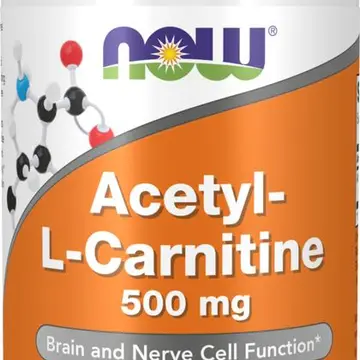 now®
Acetyl-
L-Carnitine
500 mg
Brain and Nerve Cell Function*